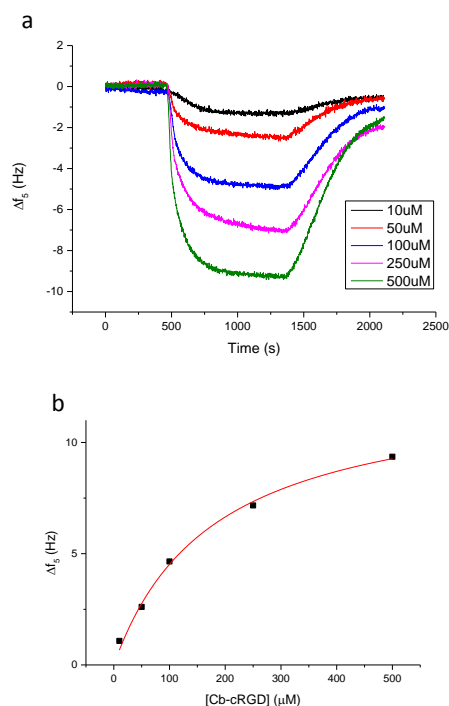 a
2
0
-2
-4
-6
-8
-10
Δf5 (Hz)
10uM
50uM
100uM
250uM
500uM
0 500 1000 1500 2000 2500
Time (s)
b
10
5
0
Δf5 (Hz)
0 100 200 300 400 500
[Cb-cRGD] (μM)